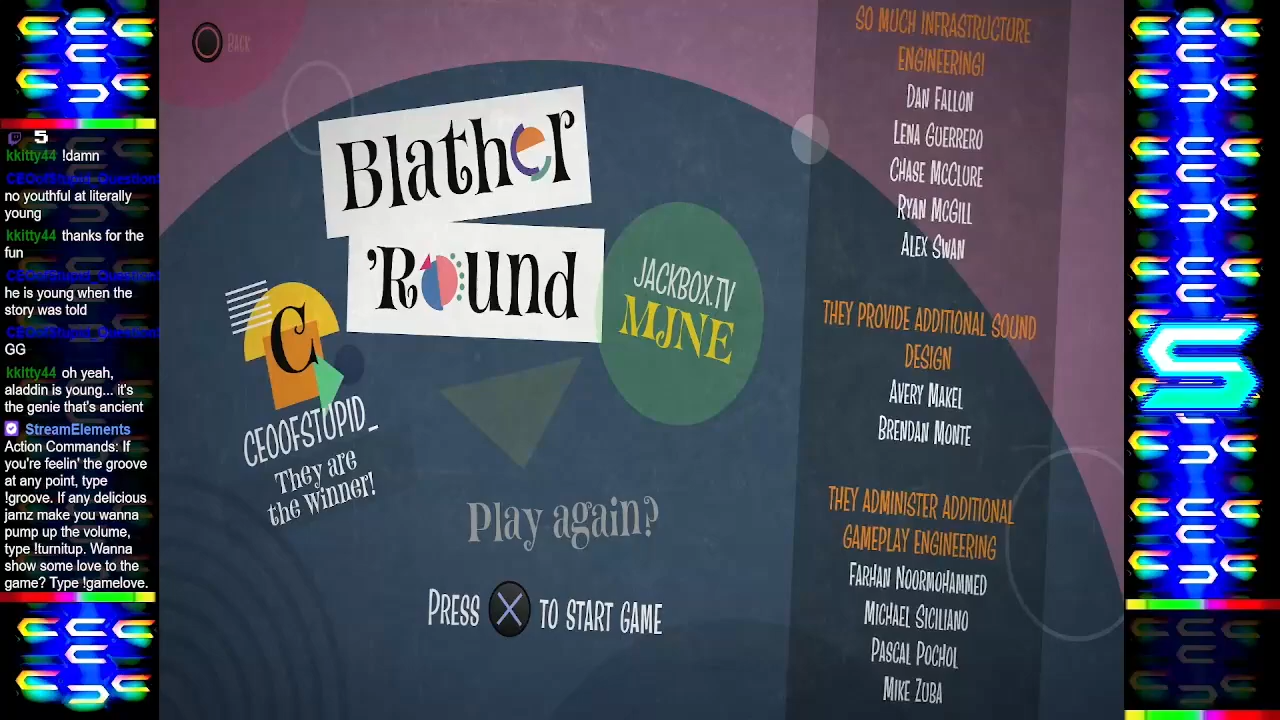 BACK
5
kkitty44 !damn
CEOofStupid_Question
no youthful at literally
young
kkitty44 thanks for the
fun
CEOofStupid_Question
he is young when the
story was told
CEOofStupid_Question
GG
kkitty44 oh yeah,
aladdin is young... it's
the genie that's ancient
StreamElements
Action Commands: If
you're feelin' the groove
at any point, type
!groove. If any delicious
jamz make you wanna
pump up the volume,
type !turnitup. Wanna
show some love to the
game? Type !gamelove.
Blather
'Round
JACKBOX.TV
MJNE
C
CEOOFSTUPID_
They are
the Winner!
Play again?
PRESS X TO START GAME
SO MUCH INFRASTRUCTURE
ENGINEERING!
DAN FALLON
LENA GUERRERO
CHASE MCCLURE
RYAN MCGILL
ALEX SWAN
THEY PROVIDE ADDITIONAL SOUND
DESIGN
AVERY MAKEL
BRENDAN MONTE
THEY ADMINISTER ADDITIONAL
GAMEPLAY ENGINEERING
FARHAN NOORMOHAMMED
MICHAEL SICILIANO
PASCAL POCHOL
MIKE ZUBA
S